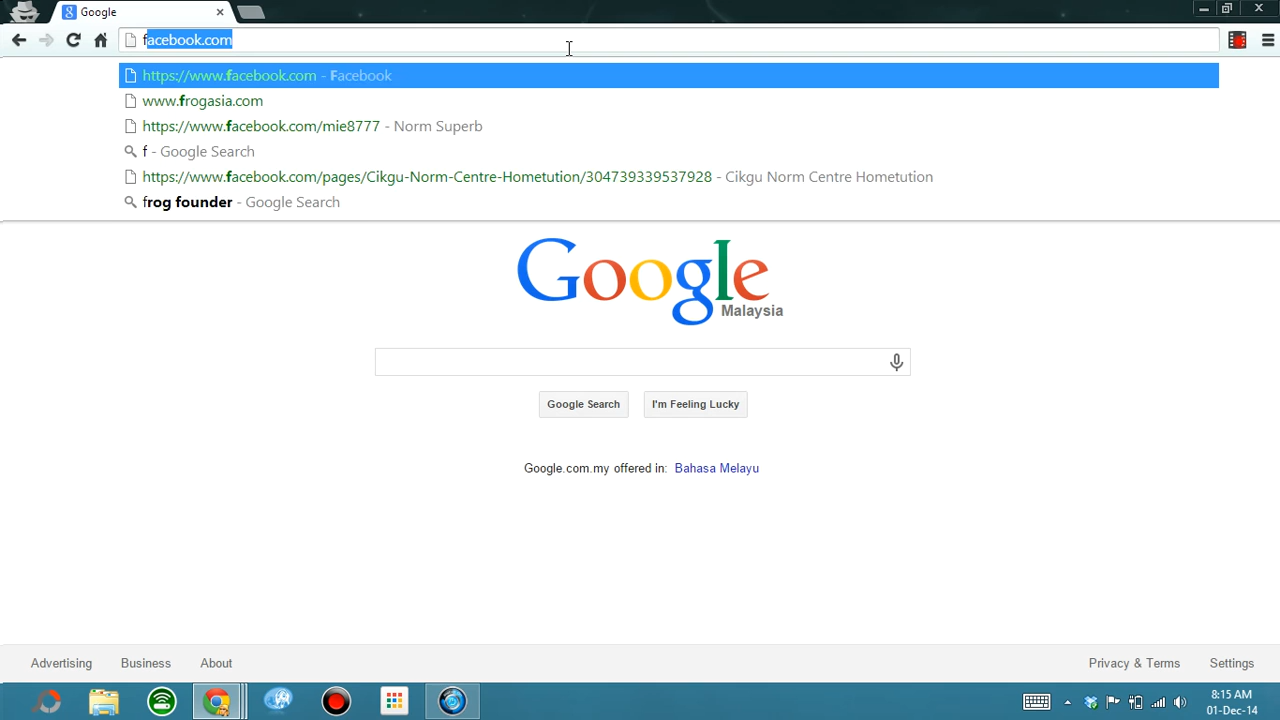 Google
facebook.com
https://www.facebook.com - Facebook
www.frogasia.com
https://www.facebook.com/mie8777 - Norm Superb
f - Google Search
https://www.facebook.com/pages/Cikgu-Norm-Centre-Hometution/304739339537928 - Cikgu Norm Centre Hometution
frog founder - Google Search
Google
Malaysia
Google Search
I'm Feeling Lucky
Google.com.my offered in: Bahasa Melayu
Advertising
Business
About
Privacy & Terms
Settings
8:15 AM
01-Dec-14